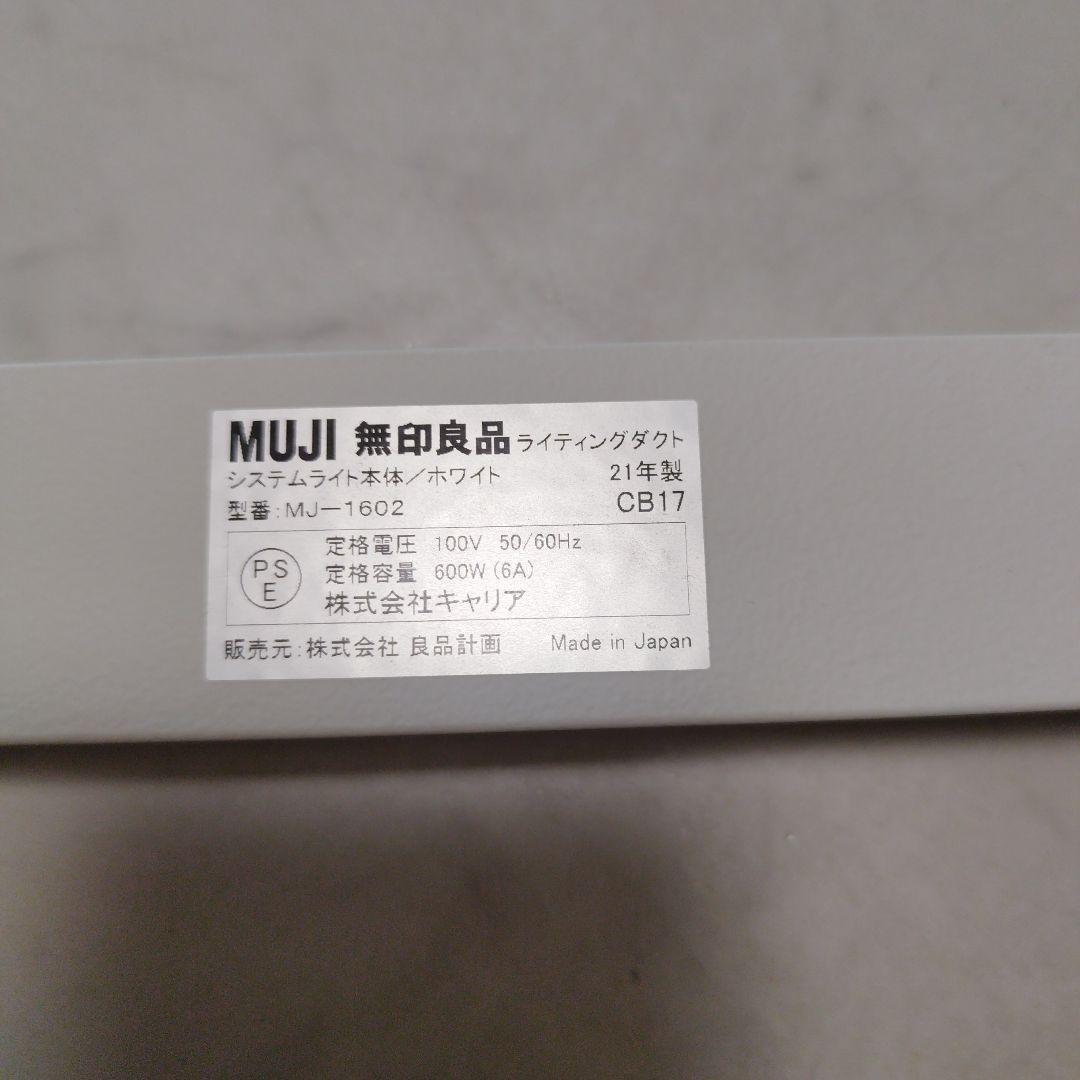 MUJI 無印良品 ライティングダクト
システムライト本体／ホワイト 21年製
型番:MJ－1602 CB17
PS
E
定格電圧 100V 50/60Hz
定格容量 600W(6A)
株式会社キャリア
販売元:株式会社 良品計画 Made in Japan